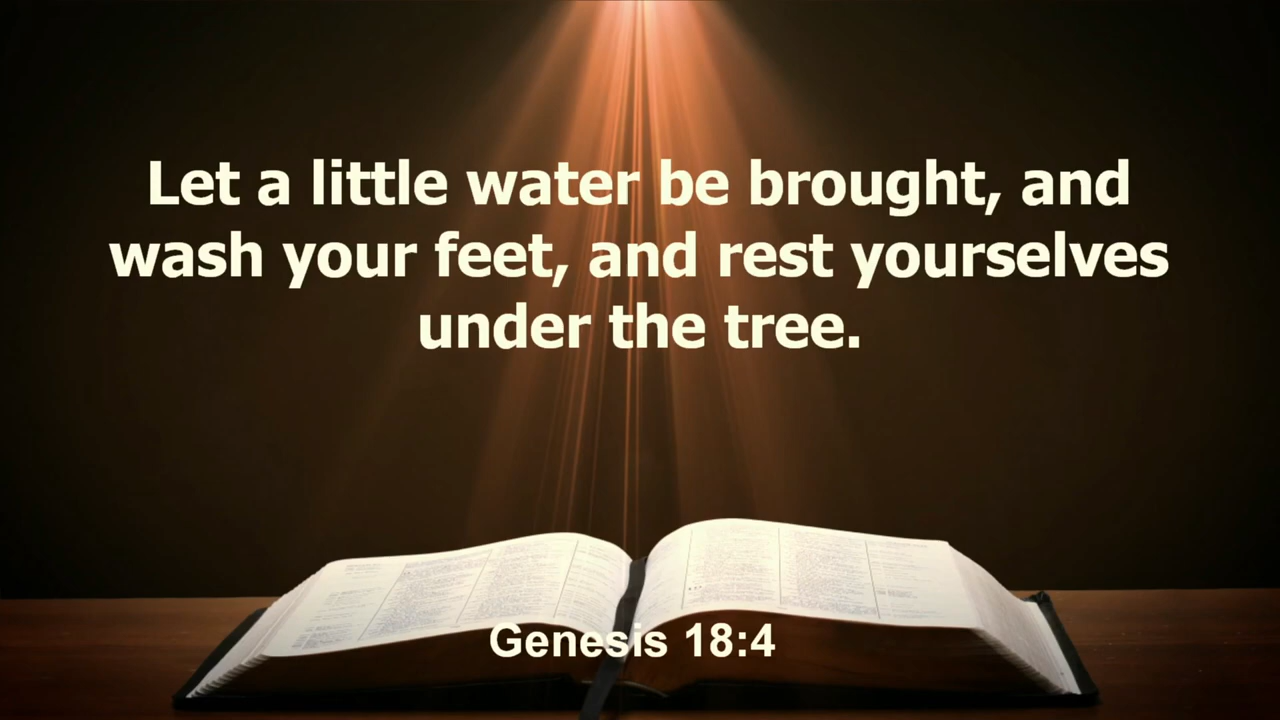 Let a little water be brought, and
wash your feet, and rest yourselves
under the tree.
Genesis 18:4